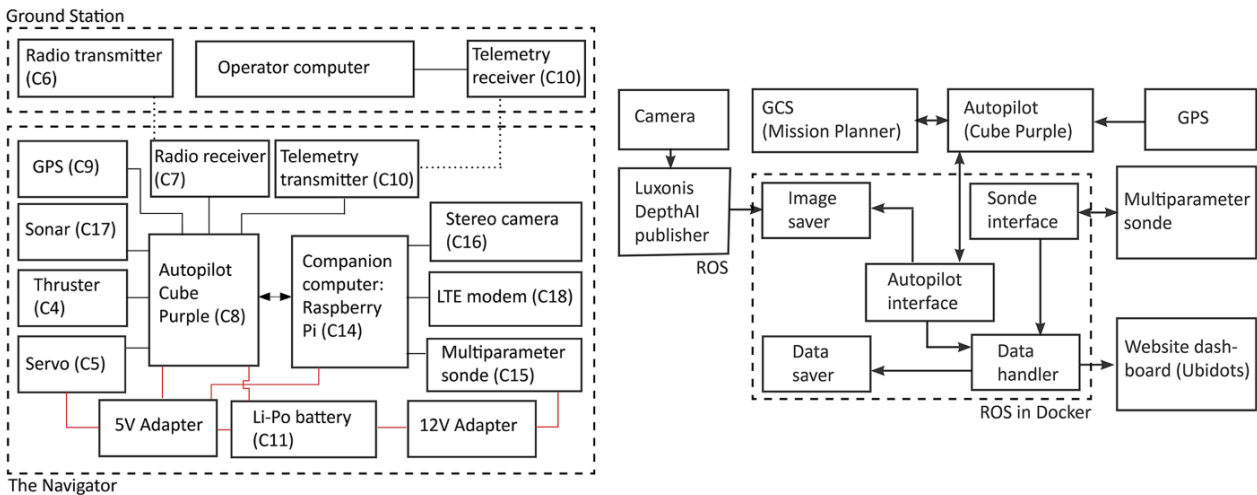 Ground Station
Radio transmitter
(C6)
Operator computer
Telemetry
receiver (C10)
GPS (C9)
Radio receiver
(C7)
Telemetry
transmitter (C10)
Sonar (C17)
Stereo camera
(C16)
Autopilot
Cube
Purple (C8)
Companion
computer:
Raspberry
Pi (C14)
Thruster
(C4)
LTE modem (C18)
Servo (C5)
Multiparameter
sonde (C15)
5V Adapter
Li-Po battery
(C11)
12V Adapter
The Navigator
Camera
GCS
(Mission Planner)
Autopilot
(Cube Purple)
GPS
Luxonis
DepthAI
publisher
ROS
Image
saver
Sonde
interface
Multiparameter
sonde
Autopilot
interface
Data
saver
Data
handler
Website dash-
board (Ubidots)
ROS in Docker